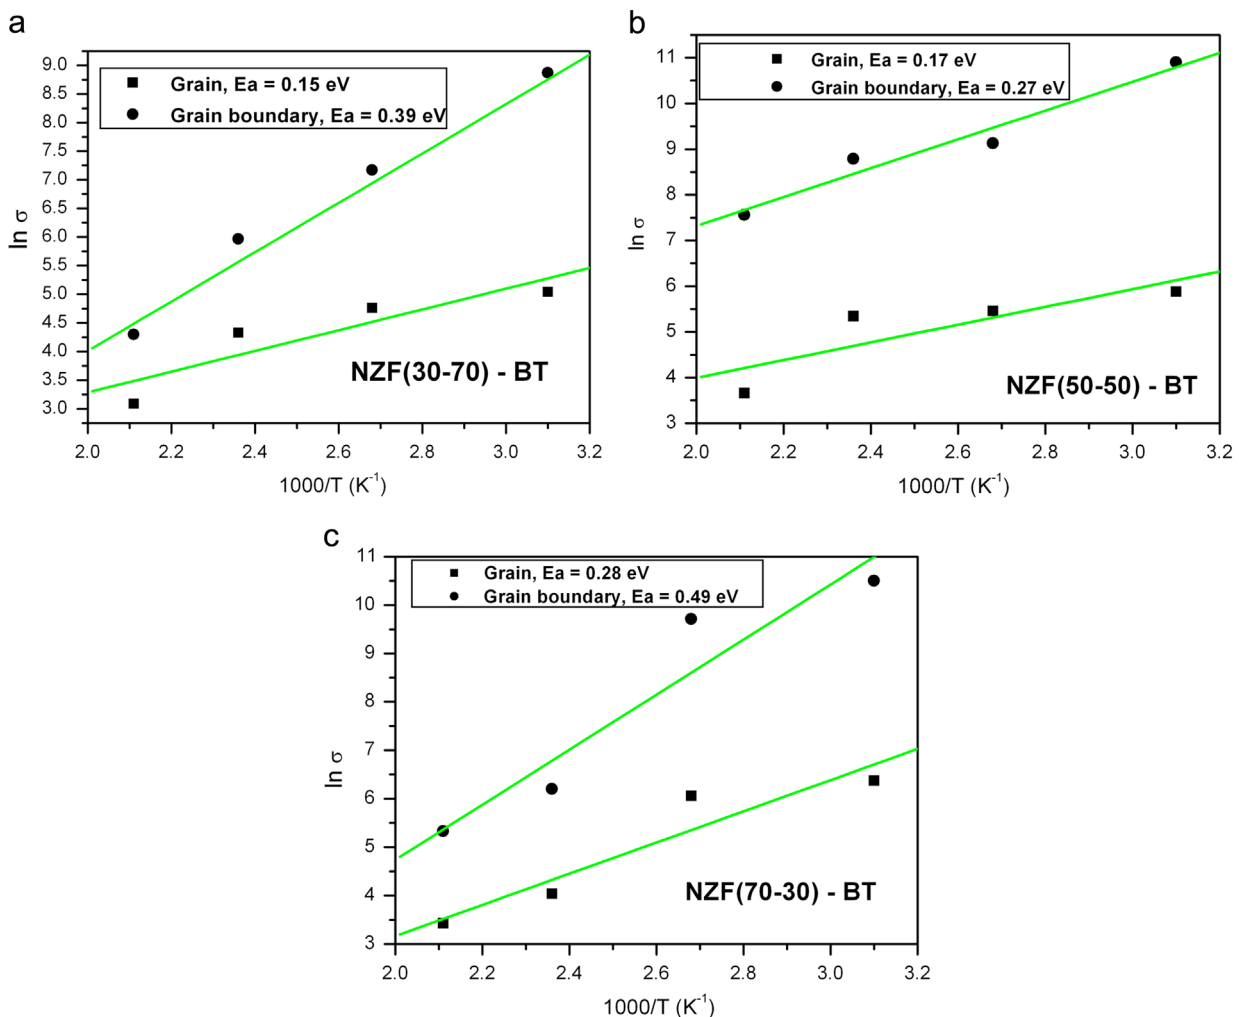 a
Grain, Ea = 0.15 eV
Grain boundary, Ea = 0.39 eV
9.0
8.5
8.0
7.5
7.0
6.5
6.0
5.5
5.0
4.5
4.0
3.5
3.0
ln σ
NZF(30-70) - BT
2.0 2.2 2.4 2.6 2.8 3.0 3.2
1000/T (K⁻¹)
b
Grain, Ea = 0.17 eV
Grain boundary, Ea = 0.27 eV
11
10
9
8
7
6
5
4
3
ln σ
NZF(50-50) - BT
2.0 2.2 2.4 2.6 2.8 3.0 3.2
1000/T (K⁻¹)
c
Grain, Ea = 0.28 eV
Grain boundary, Ea = 0.49 eV
11
10
9
8
7
6
5
4
3
ln σ
NZF(70-30) - BT
2.0 2.2 2.4 2.6 2.8 3.0 3.2
1000/T (K⁻¹)